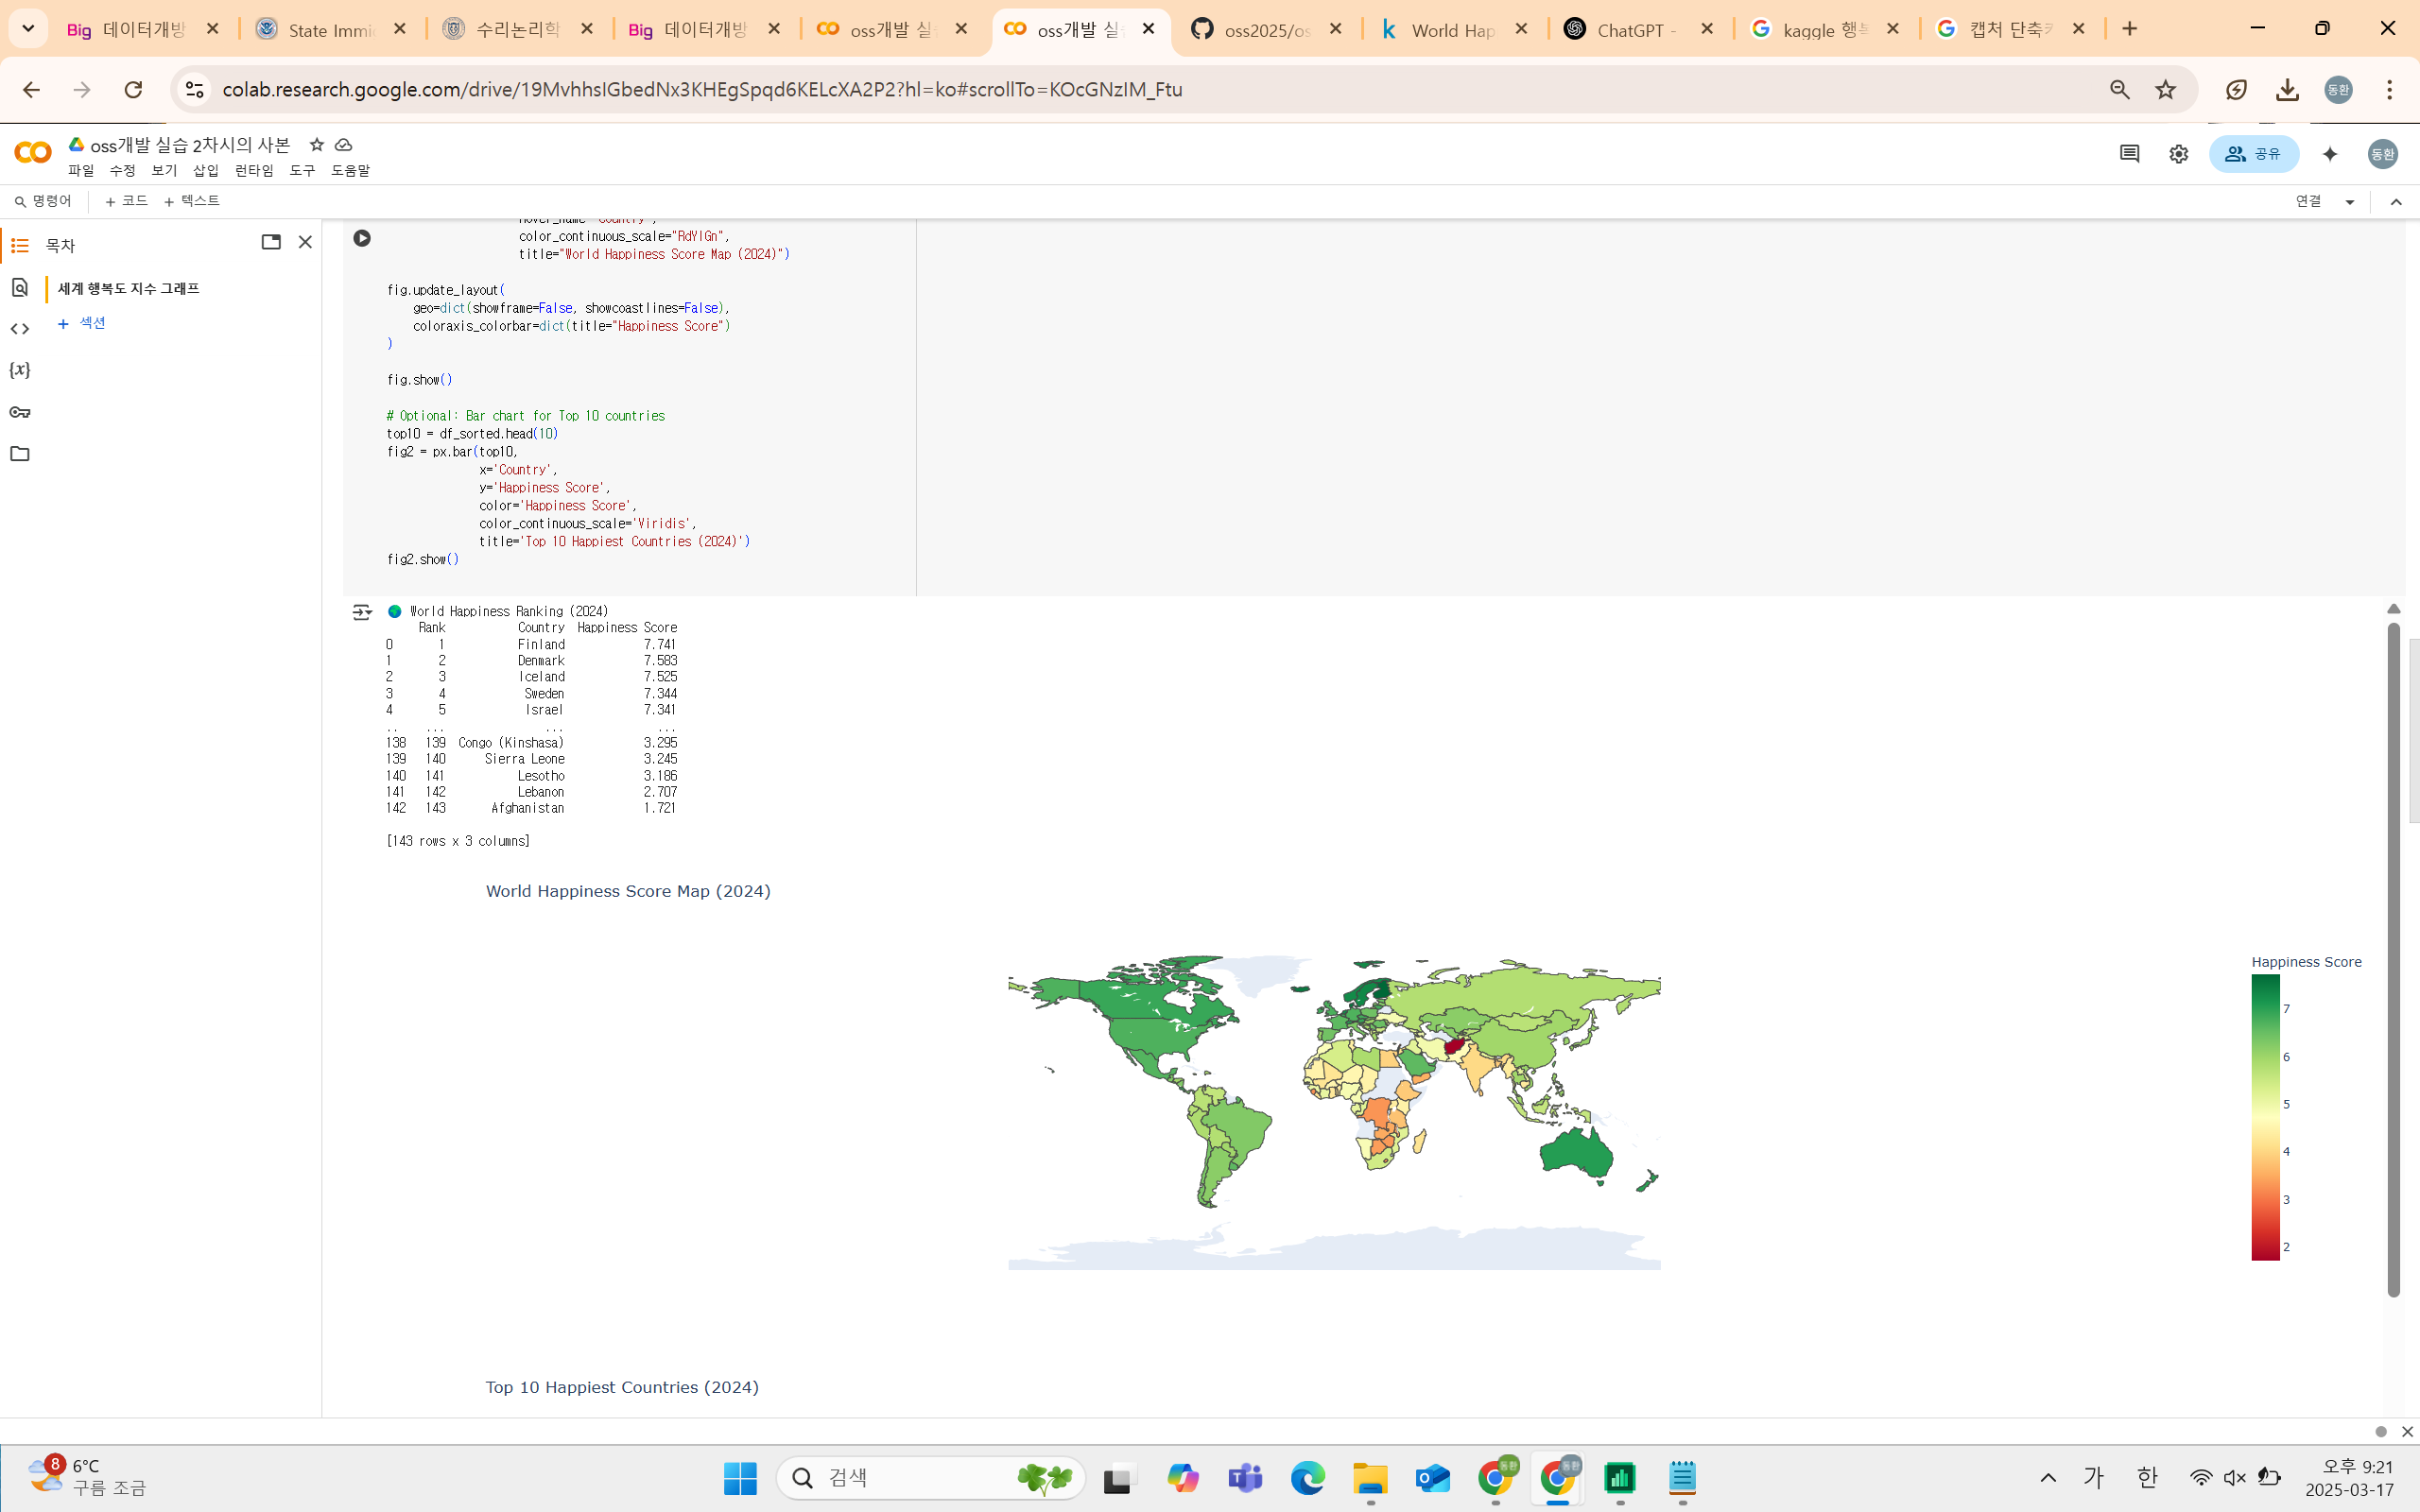 Big 데이터개방
State Immi
수리논리학
Big 데이터개방
oss개발 실
oss개발 실습
oss2025/os
World Hap
ChatGPT -
kaggle 행복
캡처 단축키
colab.research.google.com/drive/19MvhhsIGbedNx3KHEgSpqd6KELcXA2P2?hl=ko#scrollTo=KOcGNzIM_Ftu
동환
oss개발 실습 2차시의 사본
파일 수정 보기 삽입 런타임 도구 도움말
공유
동환
명령어 + 코드 + 텍스트
연결
목차
세계 행복도 지수 그래프
+ 섹션
{x}
hover_name="Country",
color_continuous_scale="RdYlGn",
title="World Happiness Score Map (2024)")
fig.update_layout(
geo=dict(showframe=False, showcoastlines=False),
coloraxis_colorbar=dict(title="Happiness Score")
)
fig.show()
# Optional: Bar chart for Top 10 countries
top10 = df_sorted.head(10)
fig2 = px.bar(top10,
x='Country',
y='Happiness Score',
color='Happiness Score',
color_continuous_scale='Viridis',
title='Top 10 Happiest Countries (2024)')
fig2.show()
World Happiness Ranking (2024)
Rank Country Happiness Score
0 1 Finland 7.741
1 2 Denmark 7.583
2 3 Iceland 7.525
3 4 Sweden 7.344
4 5 Israel 7.341
.. ... ... ...
138 139 Congo (Kinshasa) 3.295
139 140 Sierra Leone 3.245
140 141 Lesotho 3.186
141 142 Lebanon 2.707
142 143 Afghanistan 1.721
[143 rows x 3 columns]
World Happiness Score Map (2024)
Happiness Score
7
6
5
4
3
2
Top 10 Happiest Countries (2024)
8
6°C
구름 조금
검색
동환
동환
가
한
오후 9:21
2025-03-17